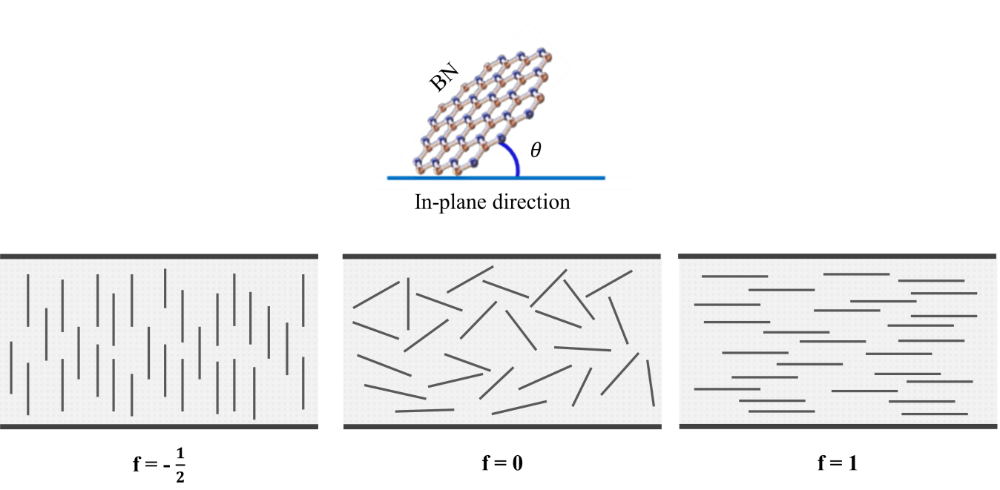 BN
θ
In-plane direction
f = - 1/2
f = 0
f = 1